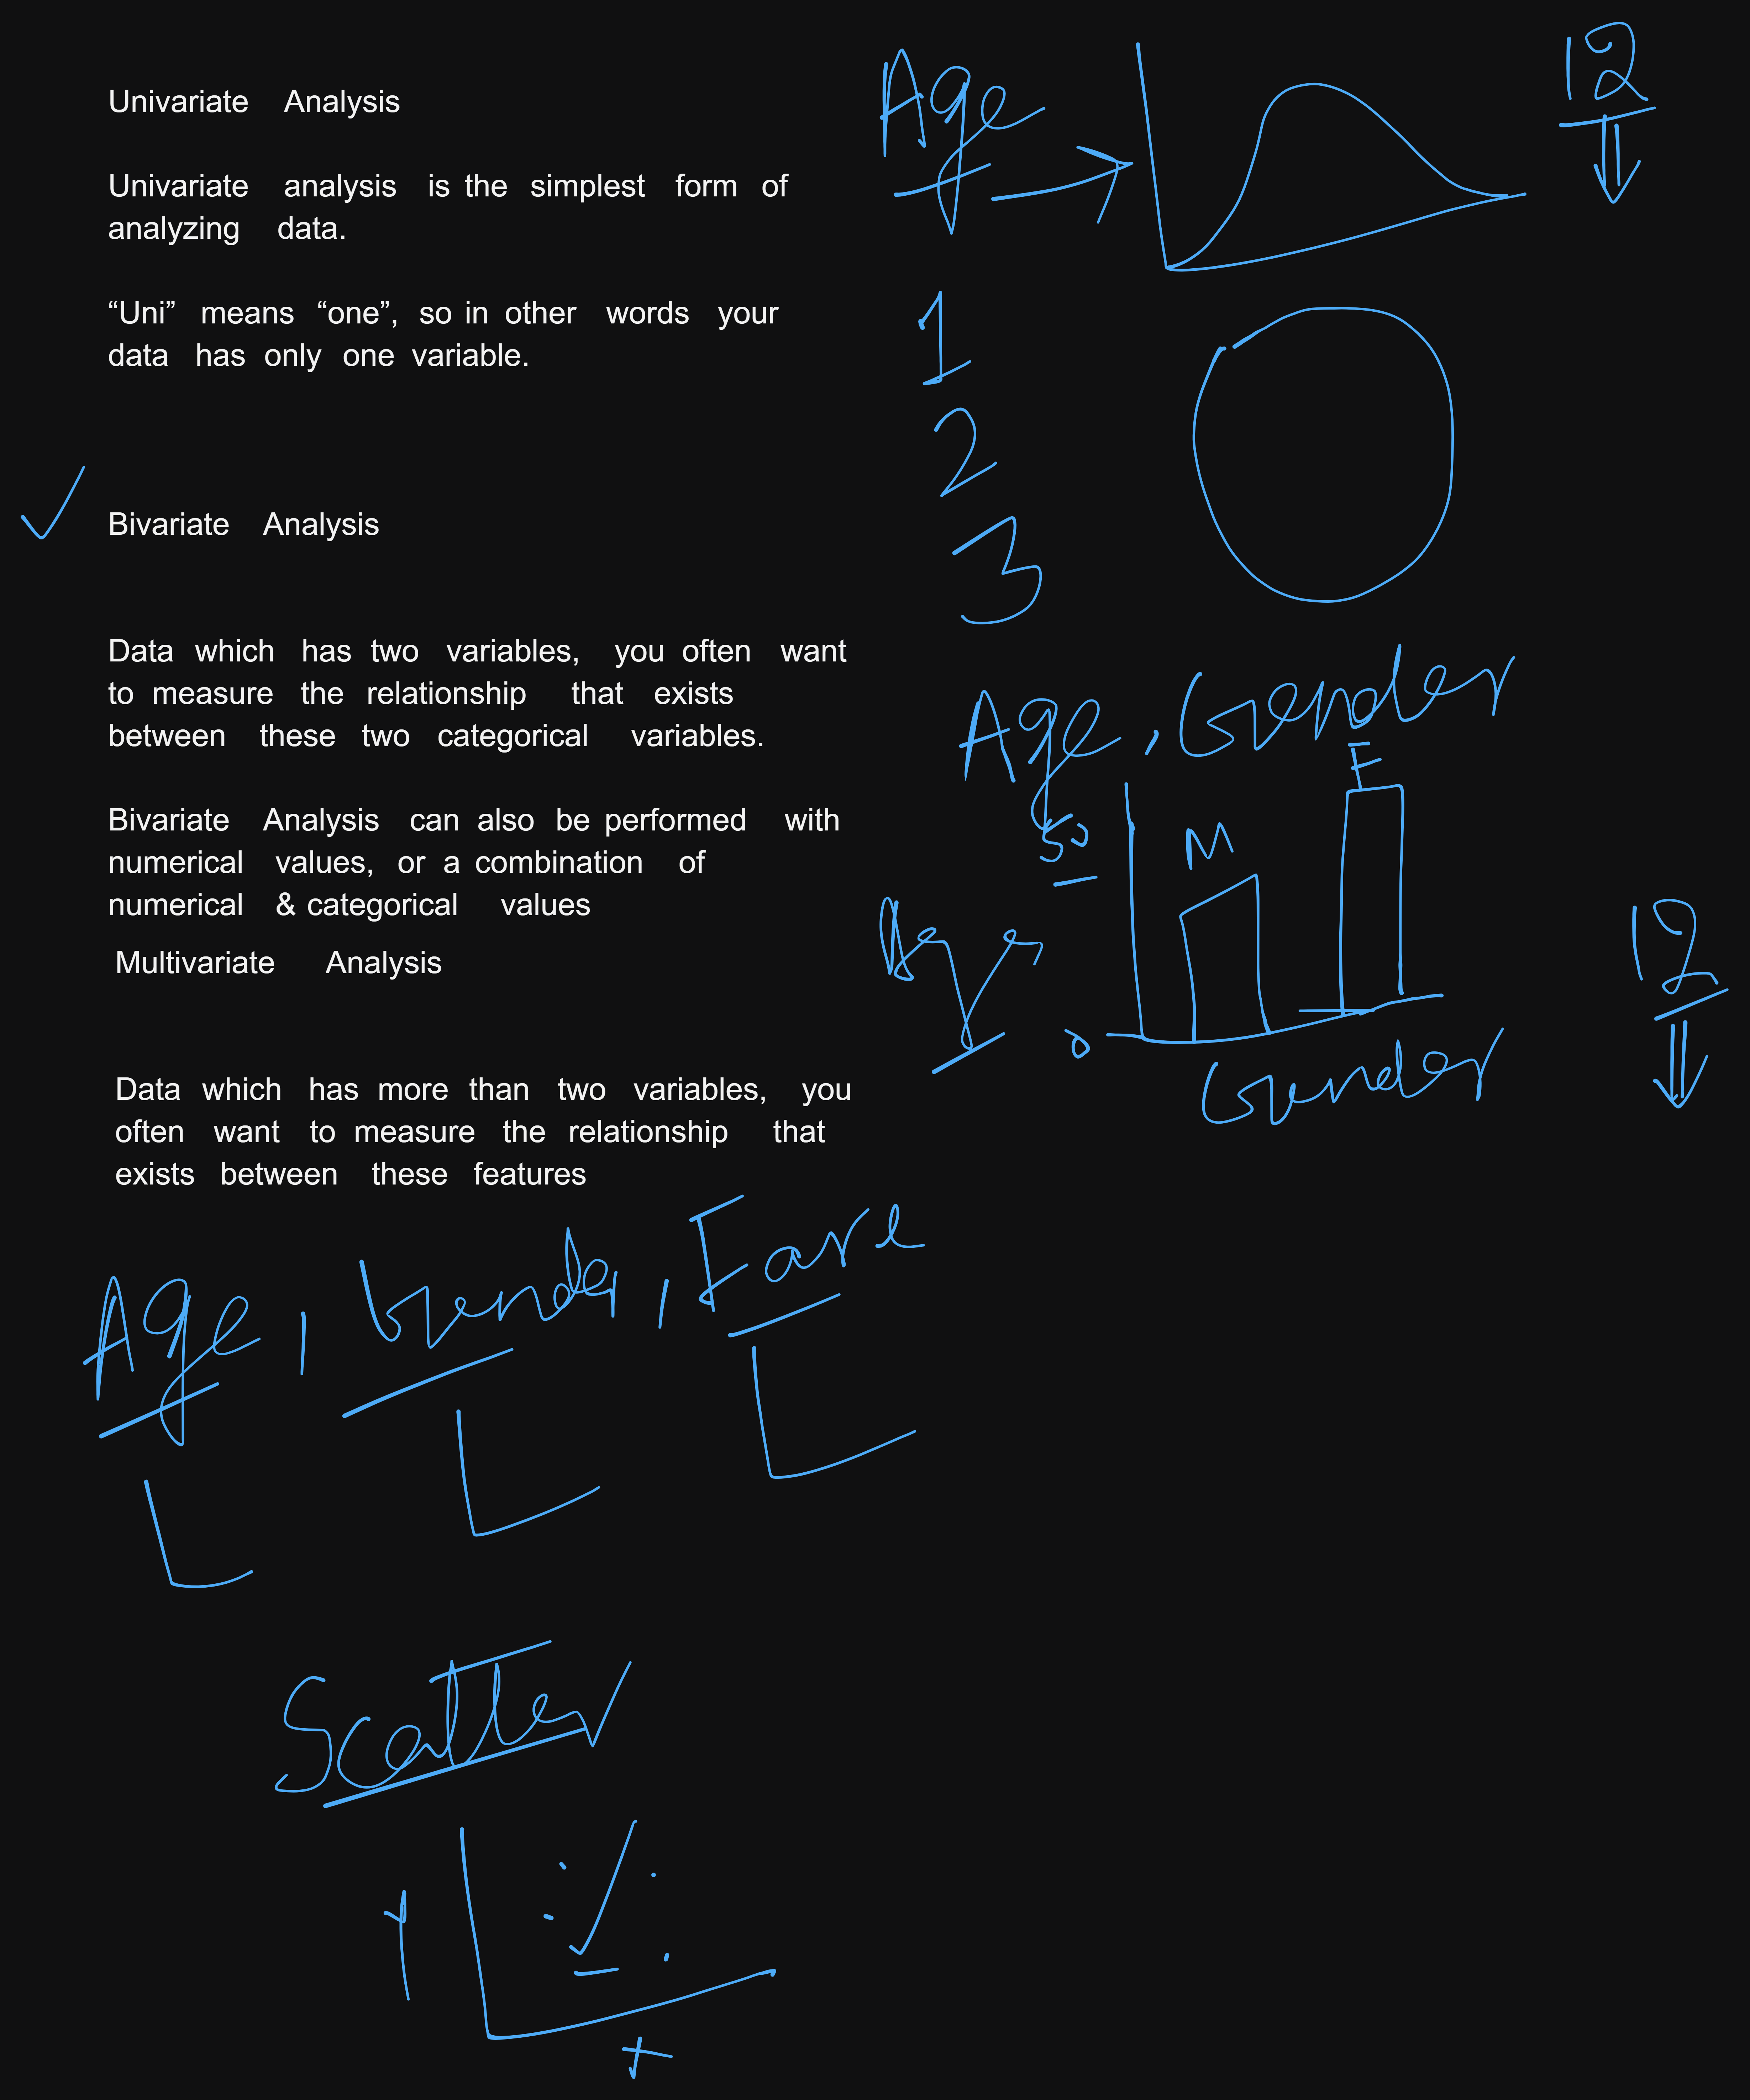 Univariate Analysis
Univariate analysis is the simplest form of
analyzing data.
“Uni” means “one”, so in other words your
data has only one variable.
Age
12
1
2
3
Bivariate Analysis
Data which has two variables, you often want
to measure the relationship that exists
between these two categorical variables.
Bivariate Analysis can also be performed with
numerical values, or a combination of
numerical & categorical values
Age, Gender
F
M
50
Age
0
Gender
12
Multivariate Analysis
Data which has more than two variables, you
often want to measure the relationship that
exists between these features
Age, Gender, Fare
Scatter
Y
X